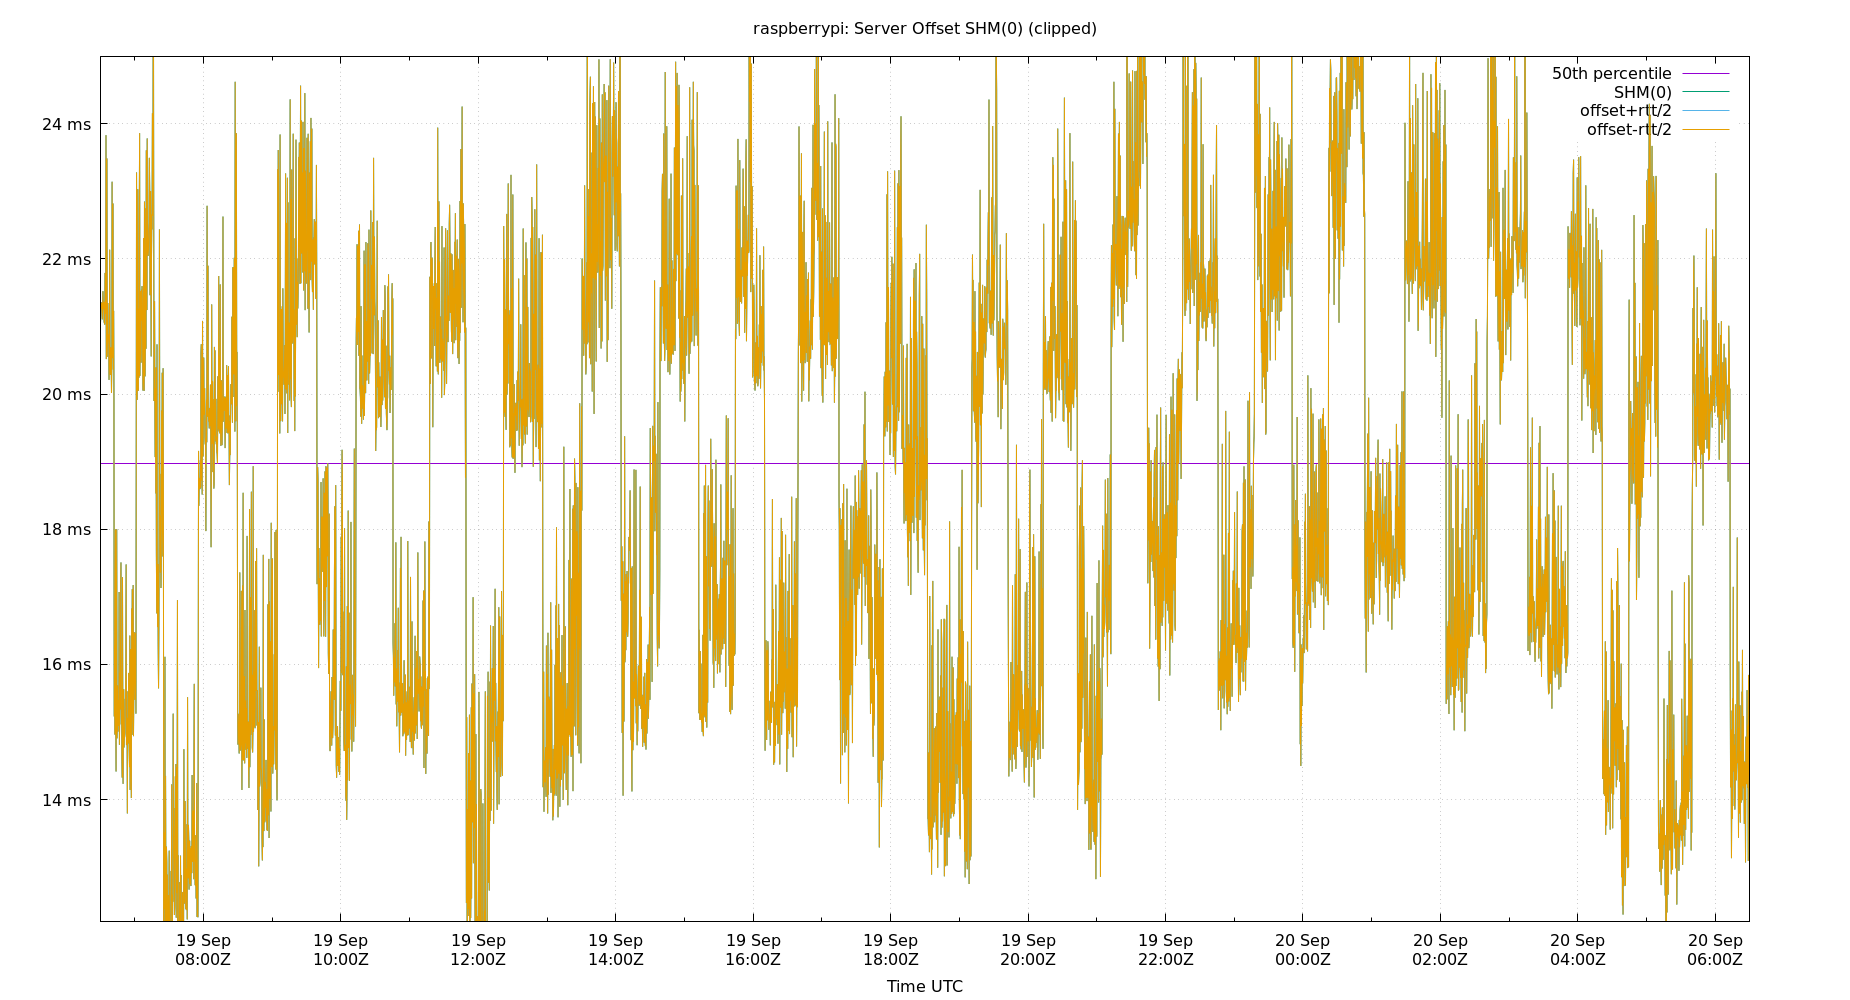 raspberrypi: Server Offset SHM(0) (clipped)
50th percentile
SHM(0)
offset+rtt/2
offset-rtt/2
24 ms
22 ms
20 ms
18 ms
16 ms
14 ms
19 Sep 19 Sep 19 Sep 19 Sep 19 Sep 19 Sep 19 Sep 19 Sep 20 Sep 20 Sep 20 Sep 20 Sep
08:00Z 10:00Z 12:00Z 14:00Z 16:00Z 18:00Z 20:00Z 22:00Z 00:00Z 02:00Z 04:00Z 06:00Z
Time UTC